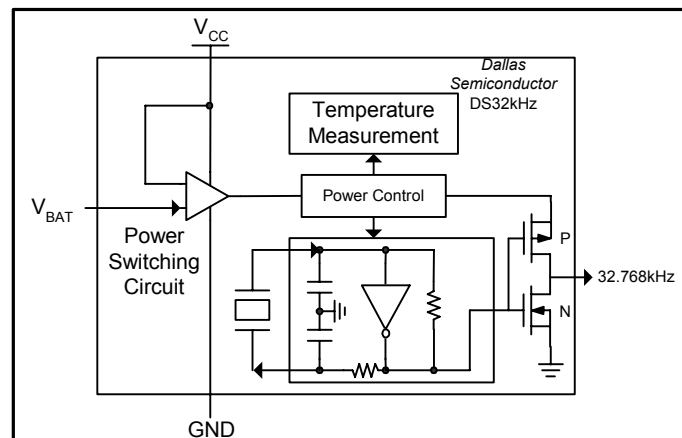 V_CC
Dallas
Semiconductor
DS32kHz
Temperature
Measurement
Power Control
V_BAT
Power
Switching
Circuit
P
32.768kHz
N
GND